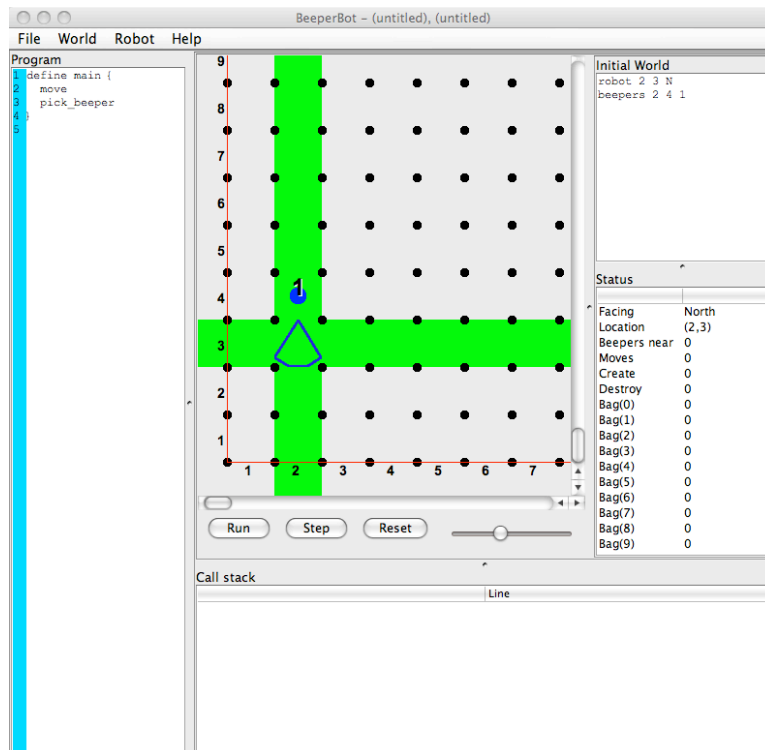 BeeperBot – (untitled), (untitled)
File World Robot Help
Program
1 define main {
2 move
3 pick_beeper
4 }
5
9
8
7
6
5
4
3
2
1
1
1 2 3 4 5 6 7
Run Step Reset
Initial World
robot 2 3 N
beepers 2 4 1
Status
Facing North
Location (2,3)
Beepers near 0
Moves 0
Create 0
Destroy 0
Bag(0) 0
Bag(1) 0
Bag(2) 0
Bag(3) 0
Bag(4) 0
Bag(5) 0
Bag(6) 0
Bag(7) 0
Bag(8) 0
Bag(9) 0
Call stack
Line